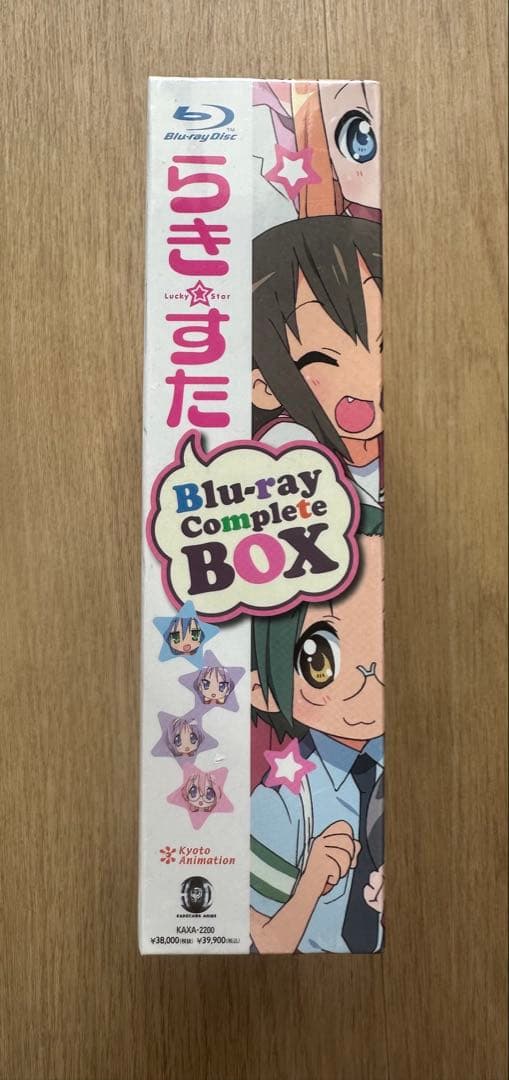 Blu-ray Disc™
らき☆すた
Lucky☆Star
Blu-ray
Complete
BOX
Kyoto
Animation
KADOKAWA ANIME
KAXA-2200
¥38,000(税抜) ¥39,900(税込)